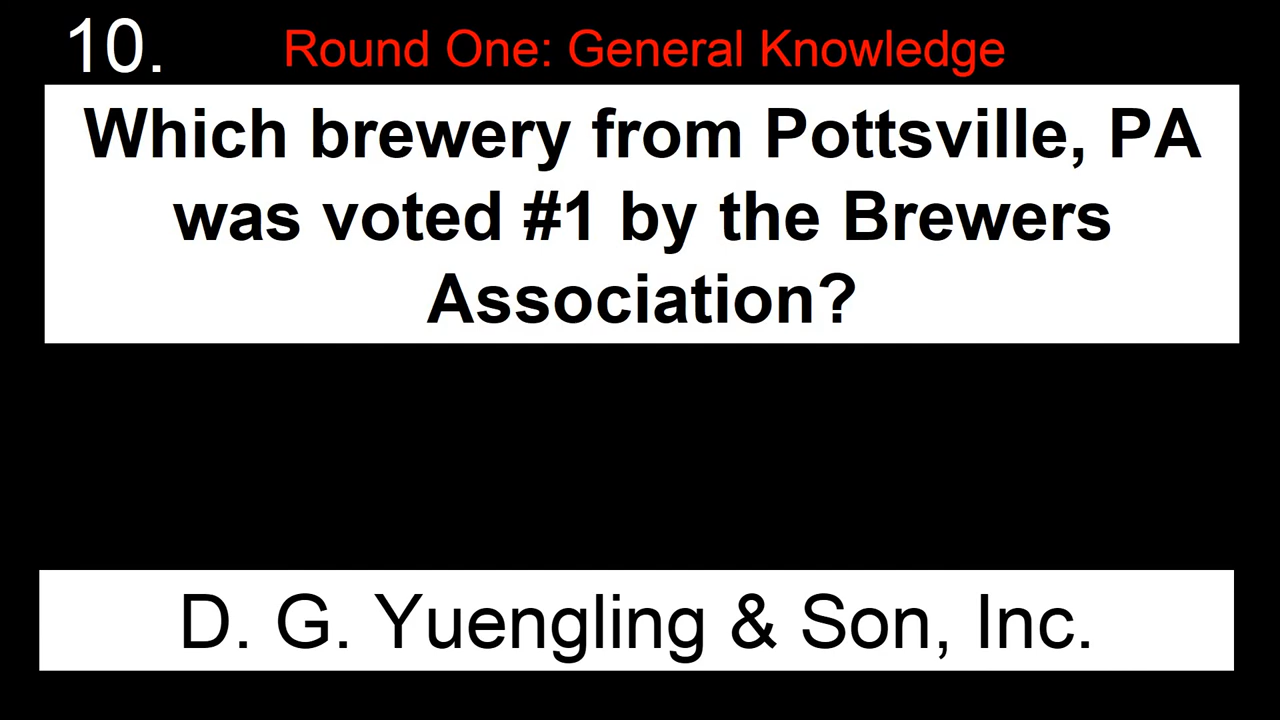 10.
Round One: General Knowledge
Which brewery from Pottsville, PA
was voted #1 by the Brewers
Association?
D. G. Yuengling & Son, Inc.